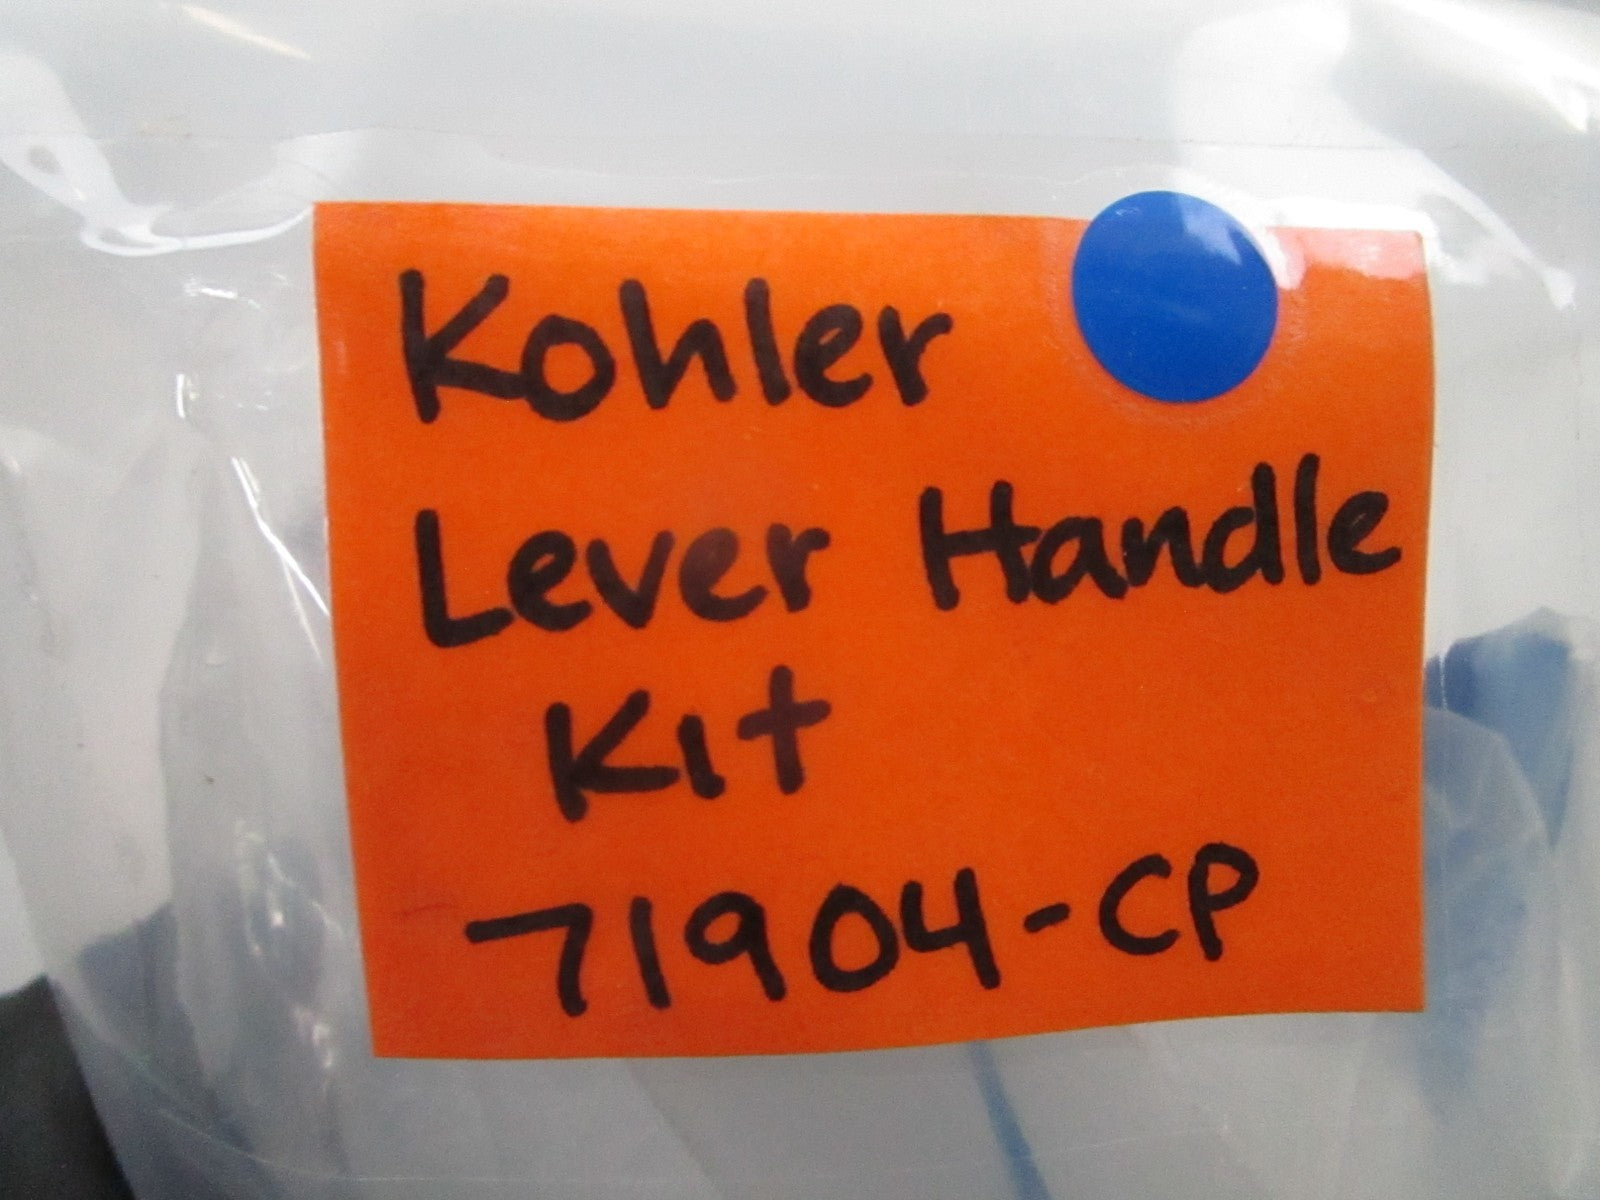 Kohler
Lever Handle
Kit
71904-CP